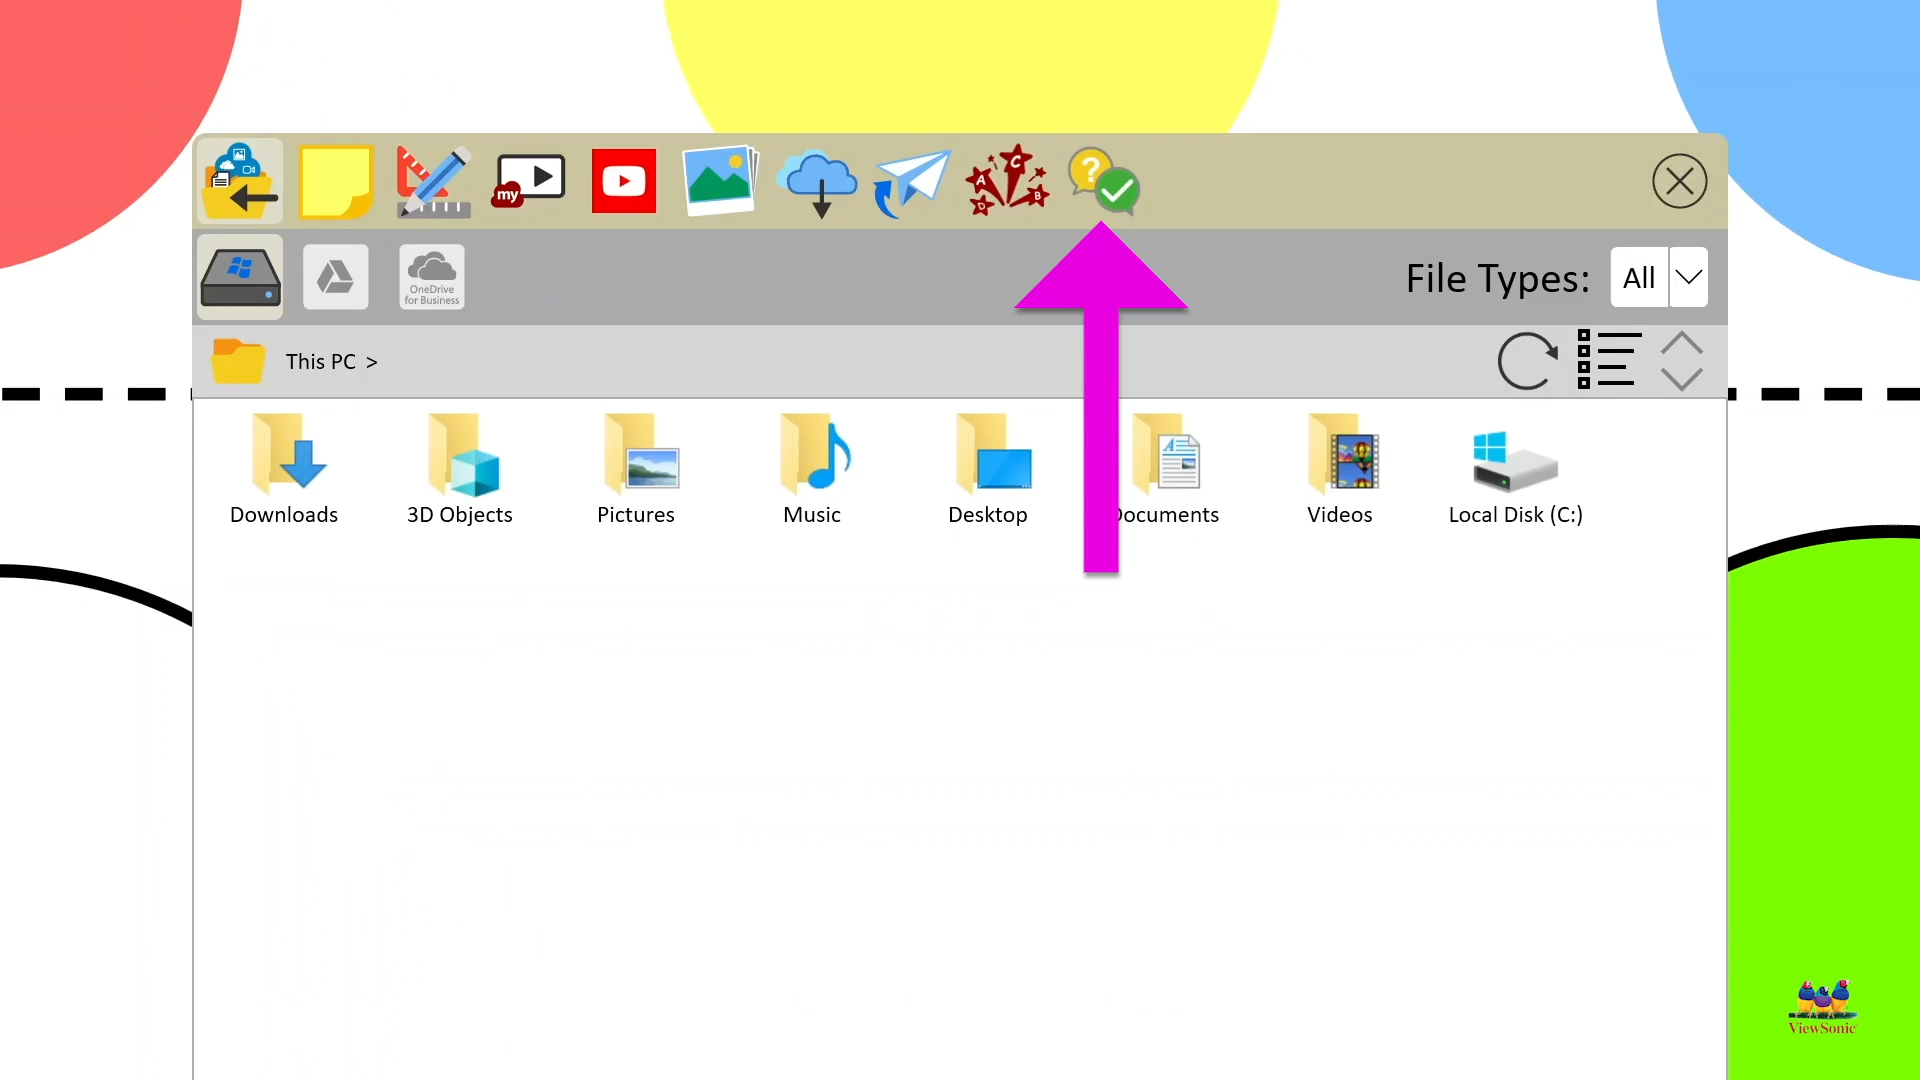 my
A
C
B
D
?
OneDrive
for Business
File Types: All
This PC >
Downloads
3D Objects
Pictures
Music
Desktop
Documents
Videos
Local Disk (C:)
ViewSonic